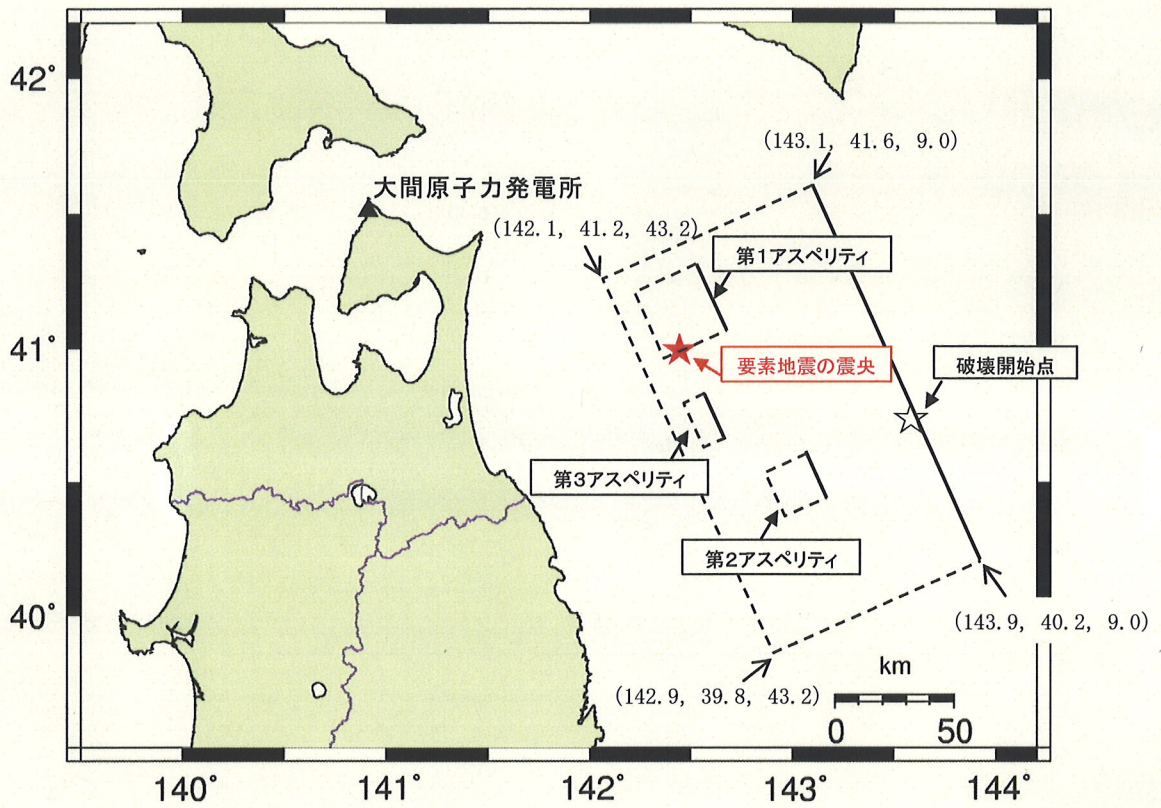 42°
(143.1, 41.6, 9.0)
大間原子力発電所
(142.1, 41.2, 43.2)
第1アスペリティ
41°
要素地震の震央
破壊開始点
第3アスペリティ
第2アスペリティ
40°
(143.9, 40.2, 9.0)
km
(142.9, 39.8, 43.2)
0 50
140° 141° 142° 143° 144°